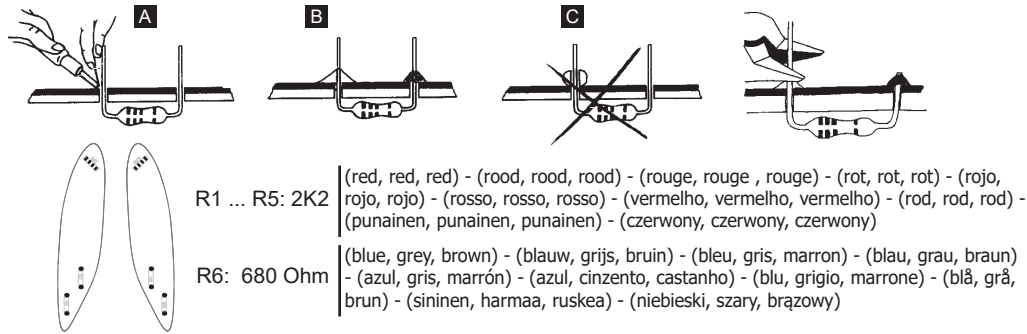 A
B
C
R1 ... R5: 2K2
(red, red, red) - (rood, rood, rood) - (rouge, rouge , rouge) - (rot, rot, rot) - (rojo,
rojo, rojo) - (rosso, rosso, rosso) - (vermelho, vermelho, vermelho) - (rod, rod, rod) -
(punainen, punainen, punainen) - (czerwony, czerwony, czerwony)
R6: 680 Ohm
(blue, grey, brown) - (blauw, grijs, bruin) - (bleu, gris, marron) - (blau, grau, braun)
- (azul, gris, marrón) - (azul, cinzento, castanho) - (blu, grigio, marrone) - (blå, grå,
brun) - (sininen, harmaa, ruskea) - (niebieski, szary, brązowy)